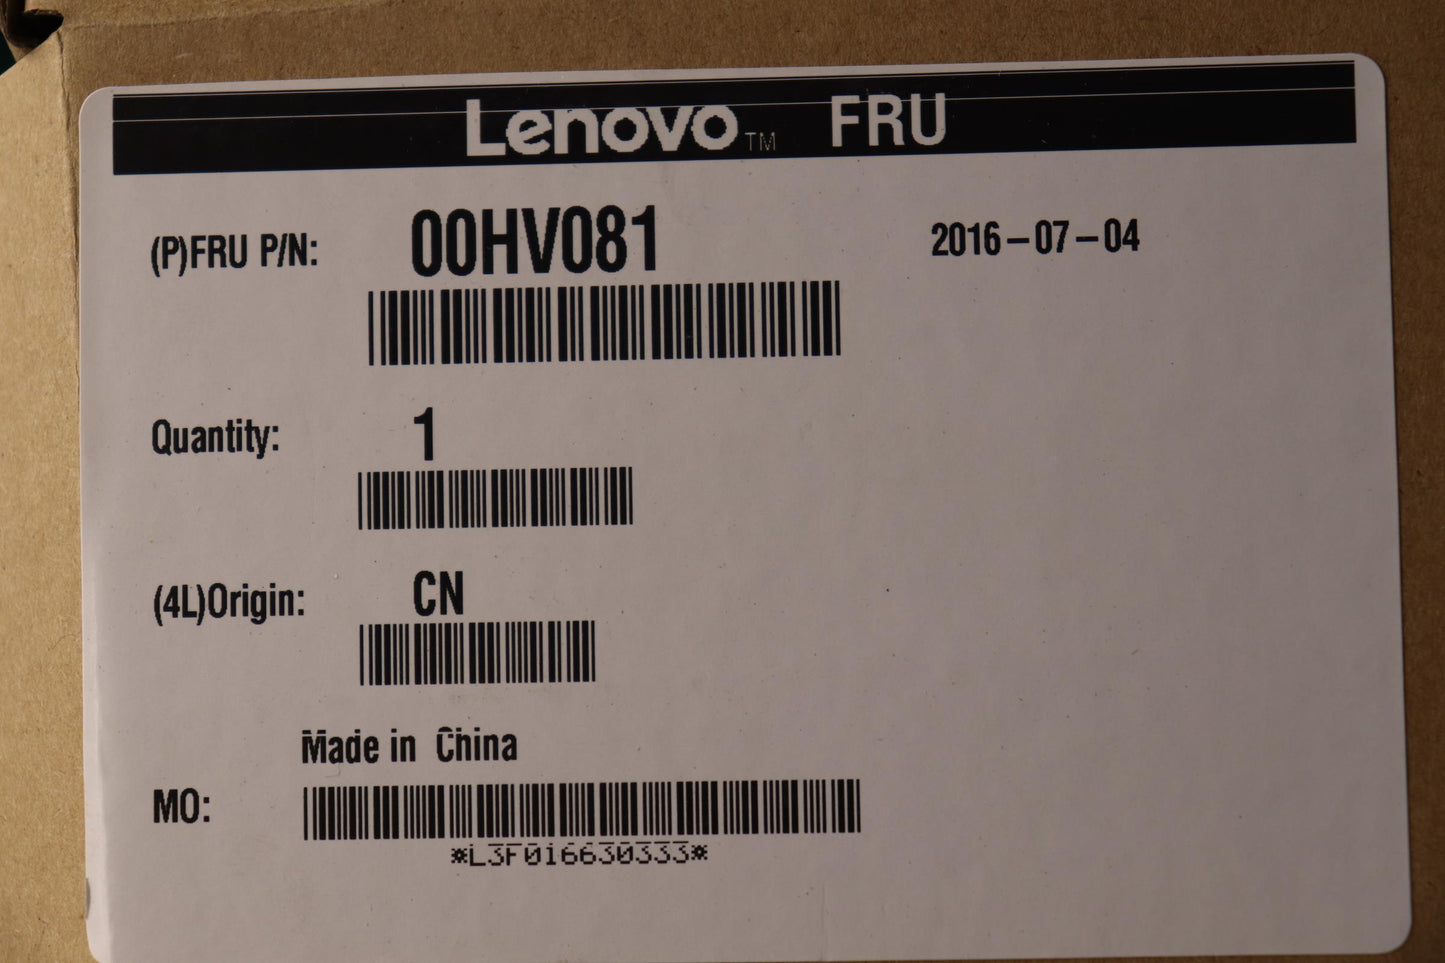 Lenovo™ FRU
(P)FRU P/N: 00HV081 2016-07-04
Quantity: 1
(4L)Origin: CN
Made in China
MO:
*L3F016630333*